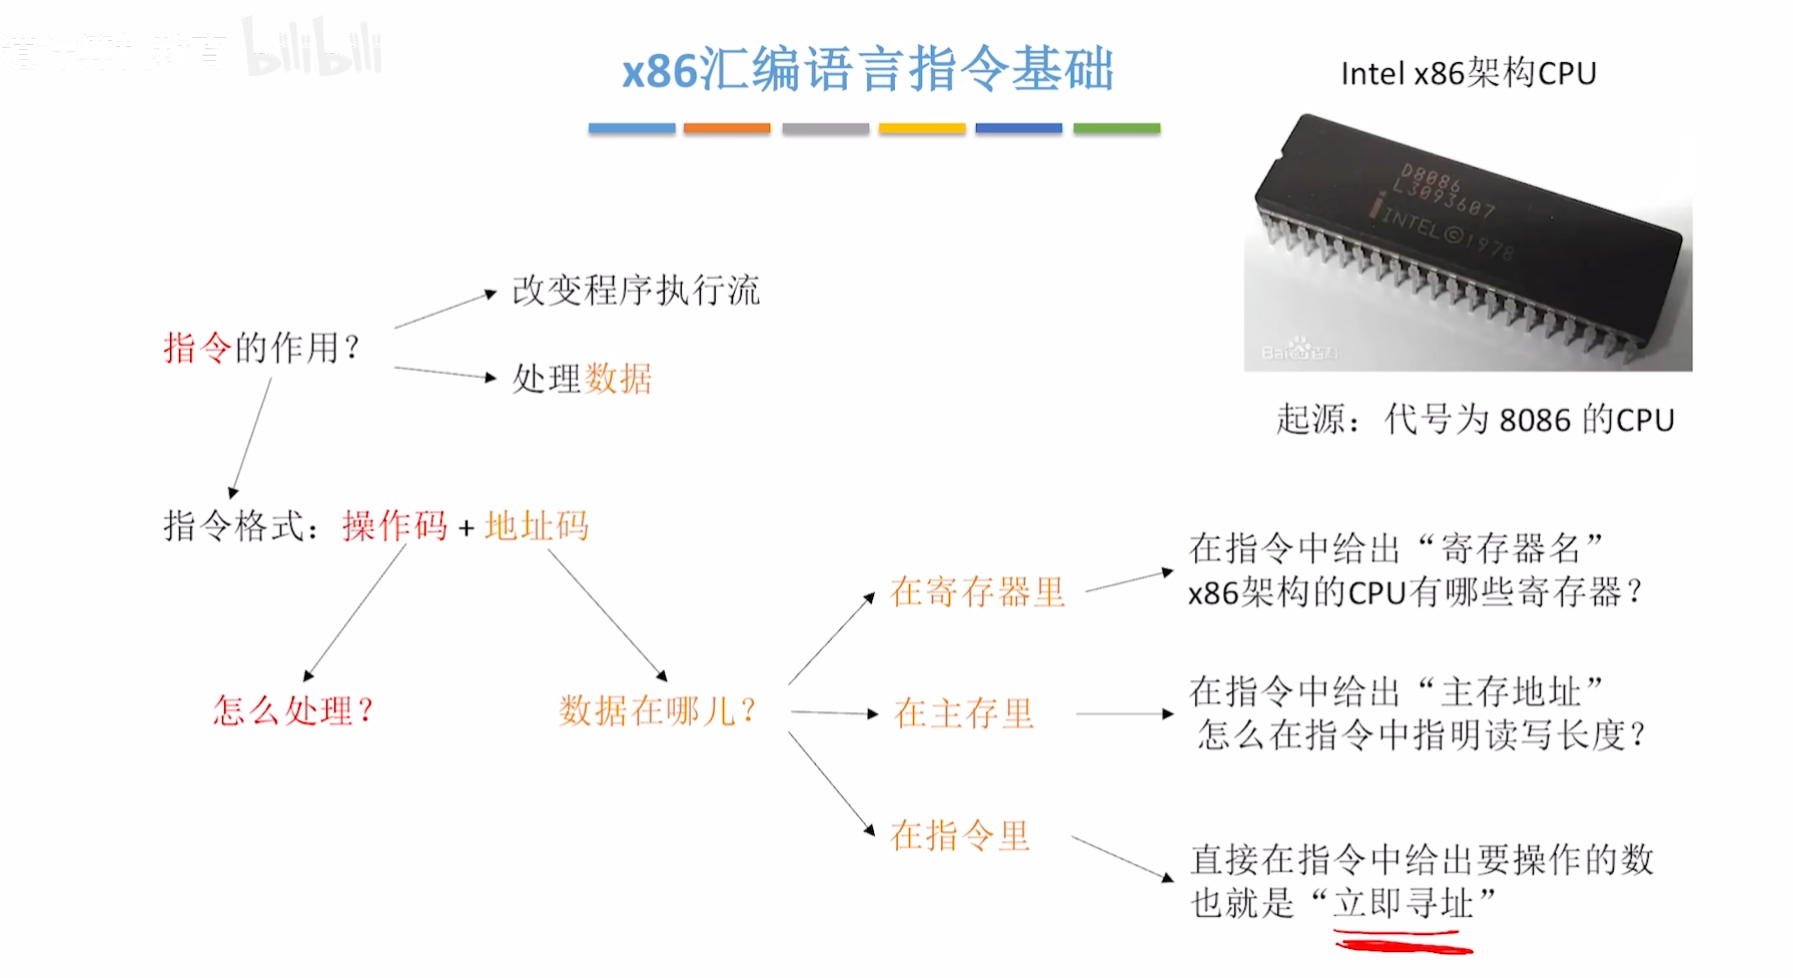 bilibili
x86汇编语言指令基础
Intel x86架构CPU
D8086
L3093607
INTEL©1978
Bai百科
起源：代号为 8086 的CPU
指令的作用？
改变程序执行流
处理数据
指令格式：操作码 + 地址码
怎么处理？
数据在哪儿？
在寄存器里
在指令中给出“寄存器名”
x86架构的CPU有哪些寄存器？
在主存里
在指令中给出“主存地址”
怎么在指令中指明读写长度？
在指令里
直接在指令中给出要操作的数
也就是“立即寻址”